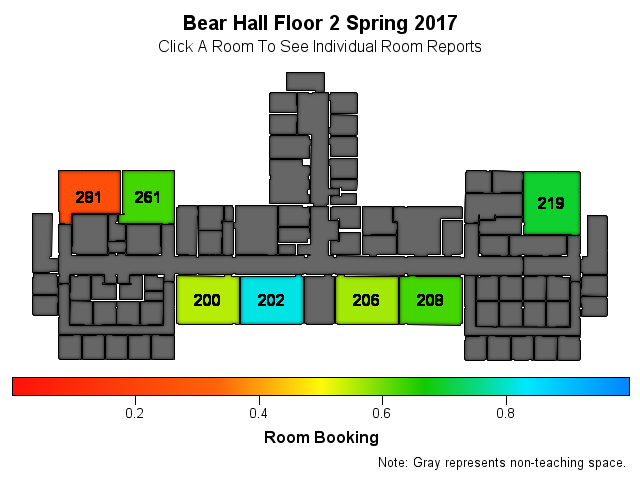 Bear Hall Floor 2 Spring 2017
Click A Room To See Individual Room Reports
281
261
219
200
202
206
208
0.2
0.4
0.6
0.8
Room Booking
Note: Gray represents non-teaching space.